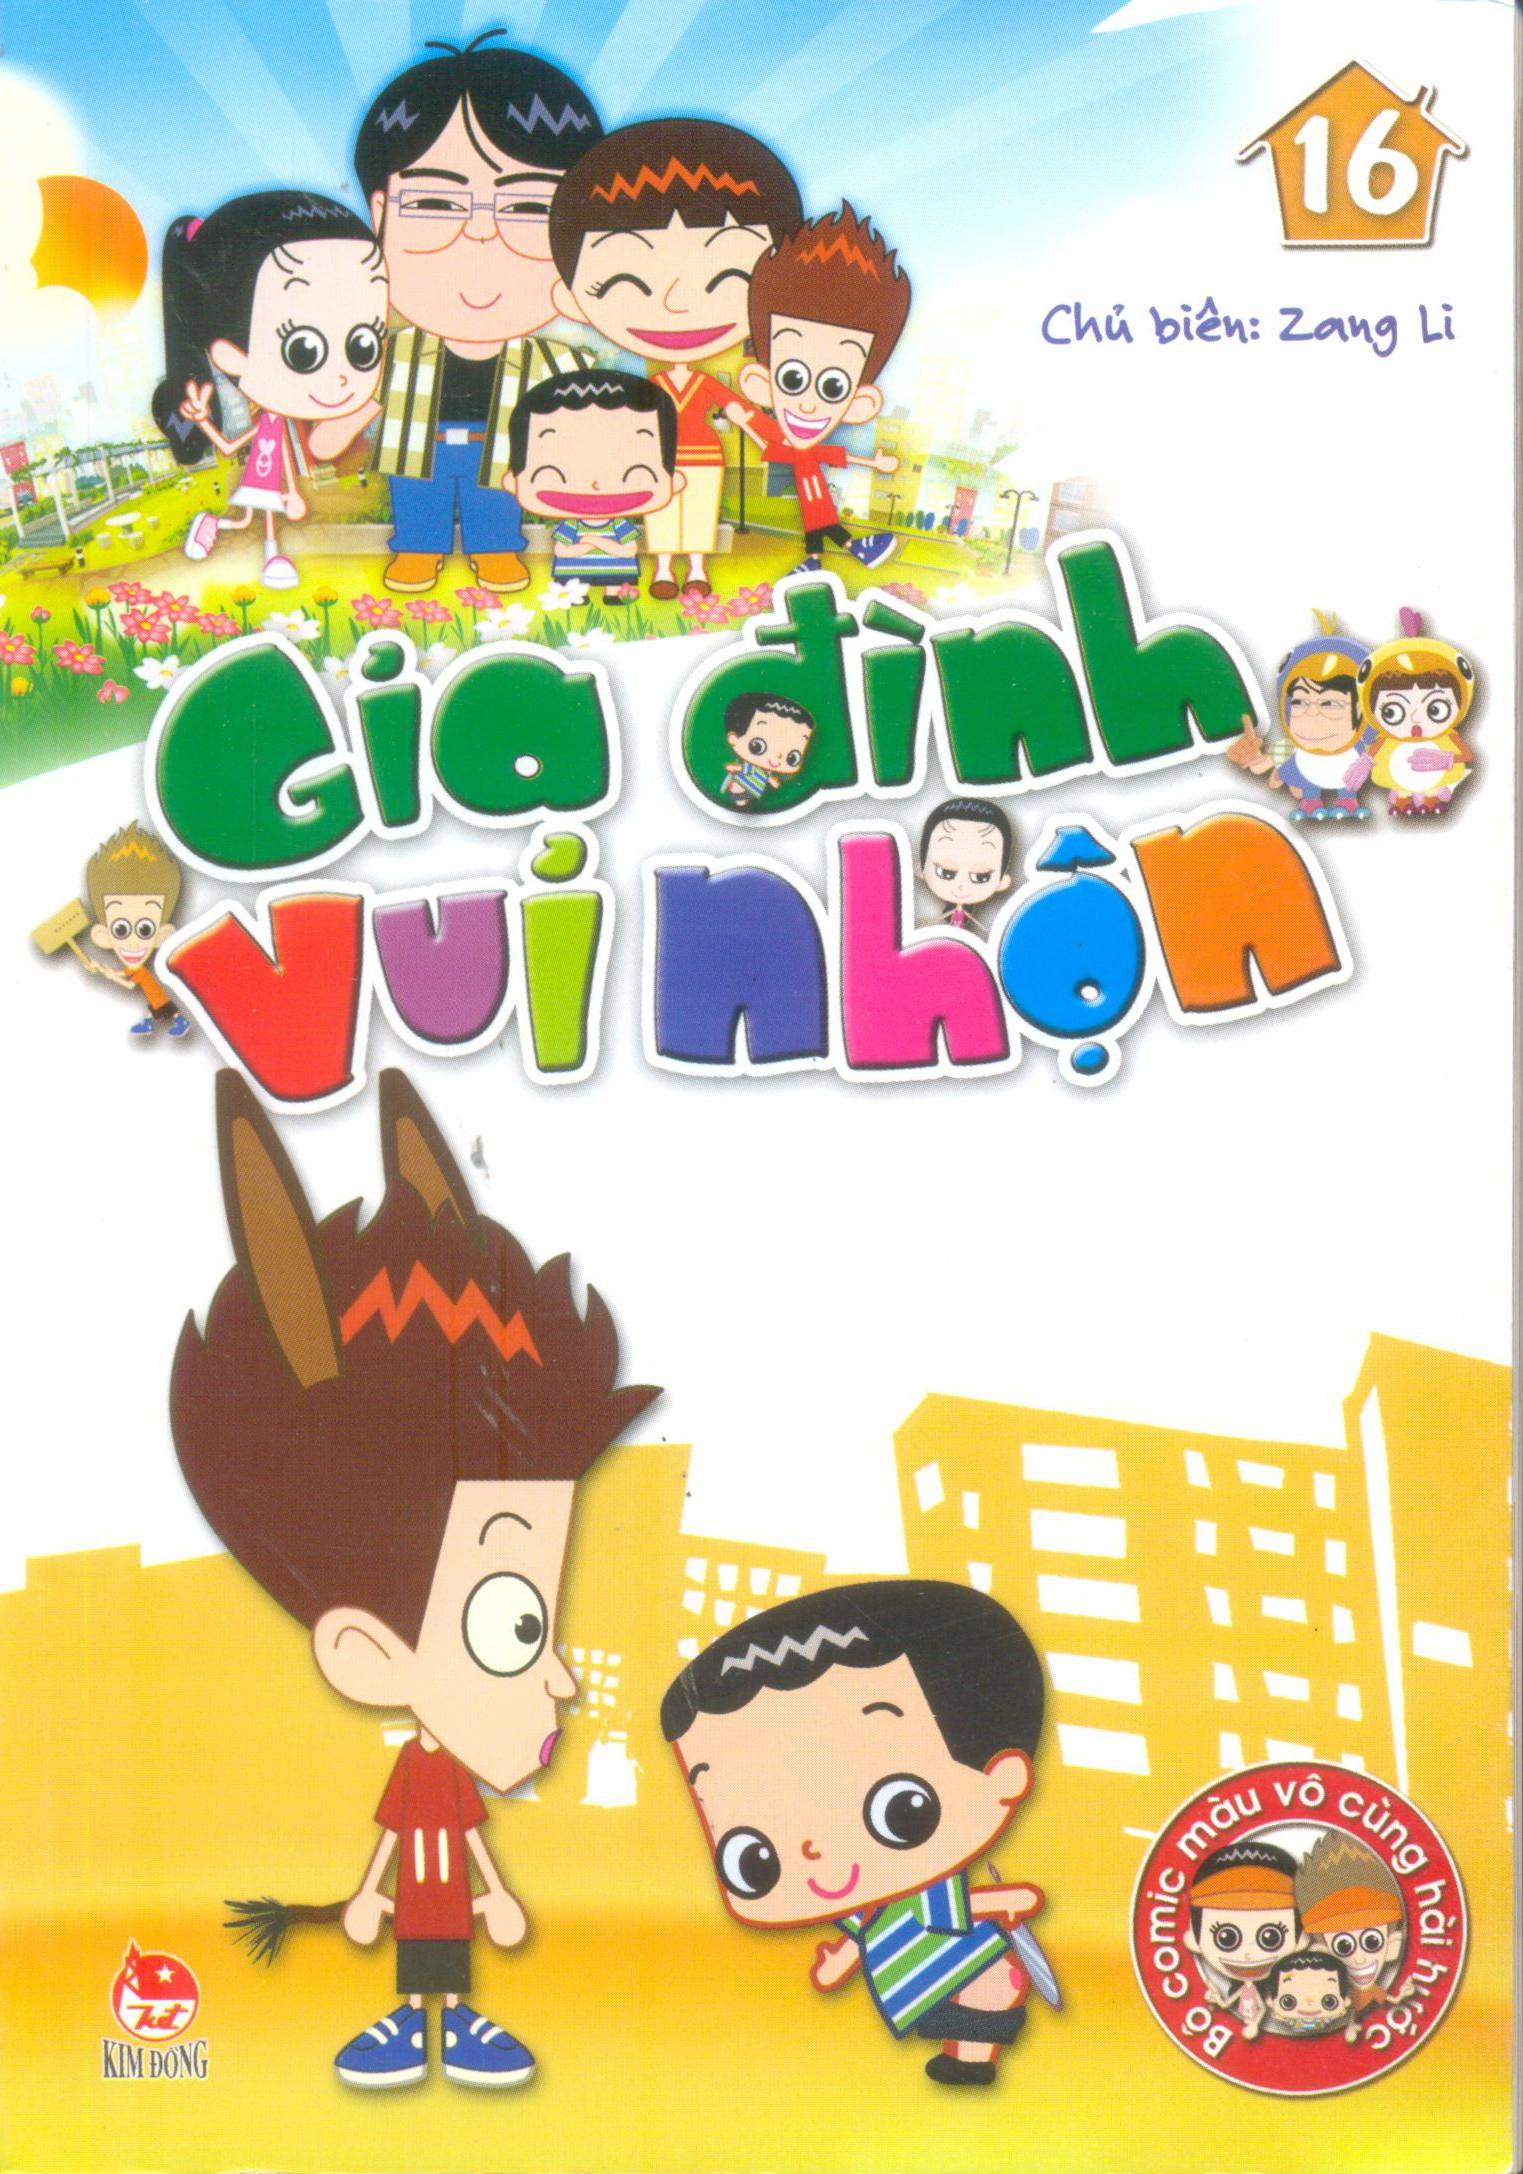 16
Chủ biên: Zang Li
Gia đình
vui nhộn
Bộ comic màu vô cùng hài hước
KIM ĐỒNG